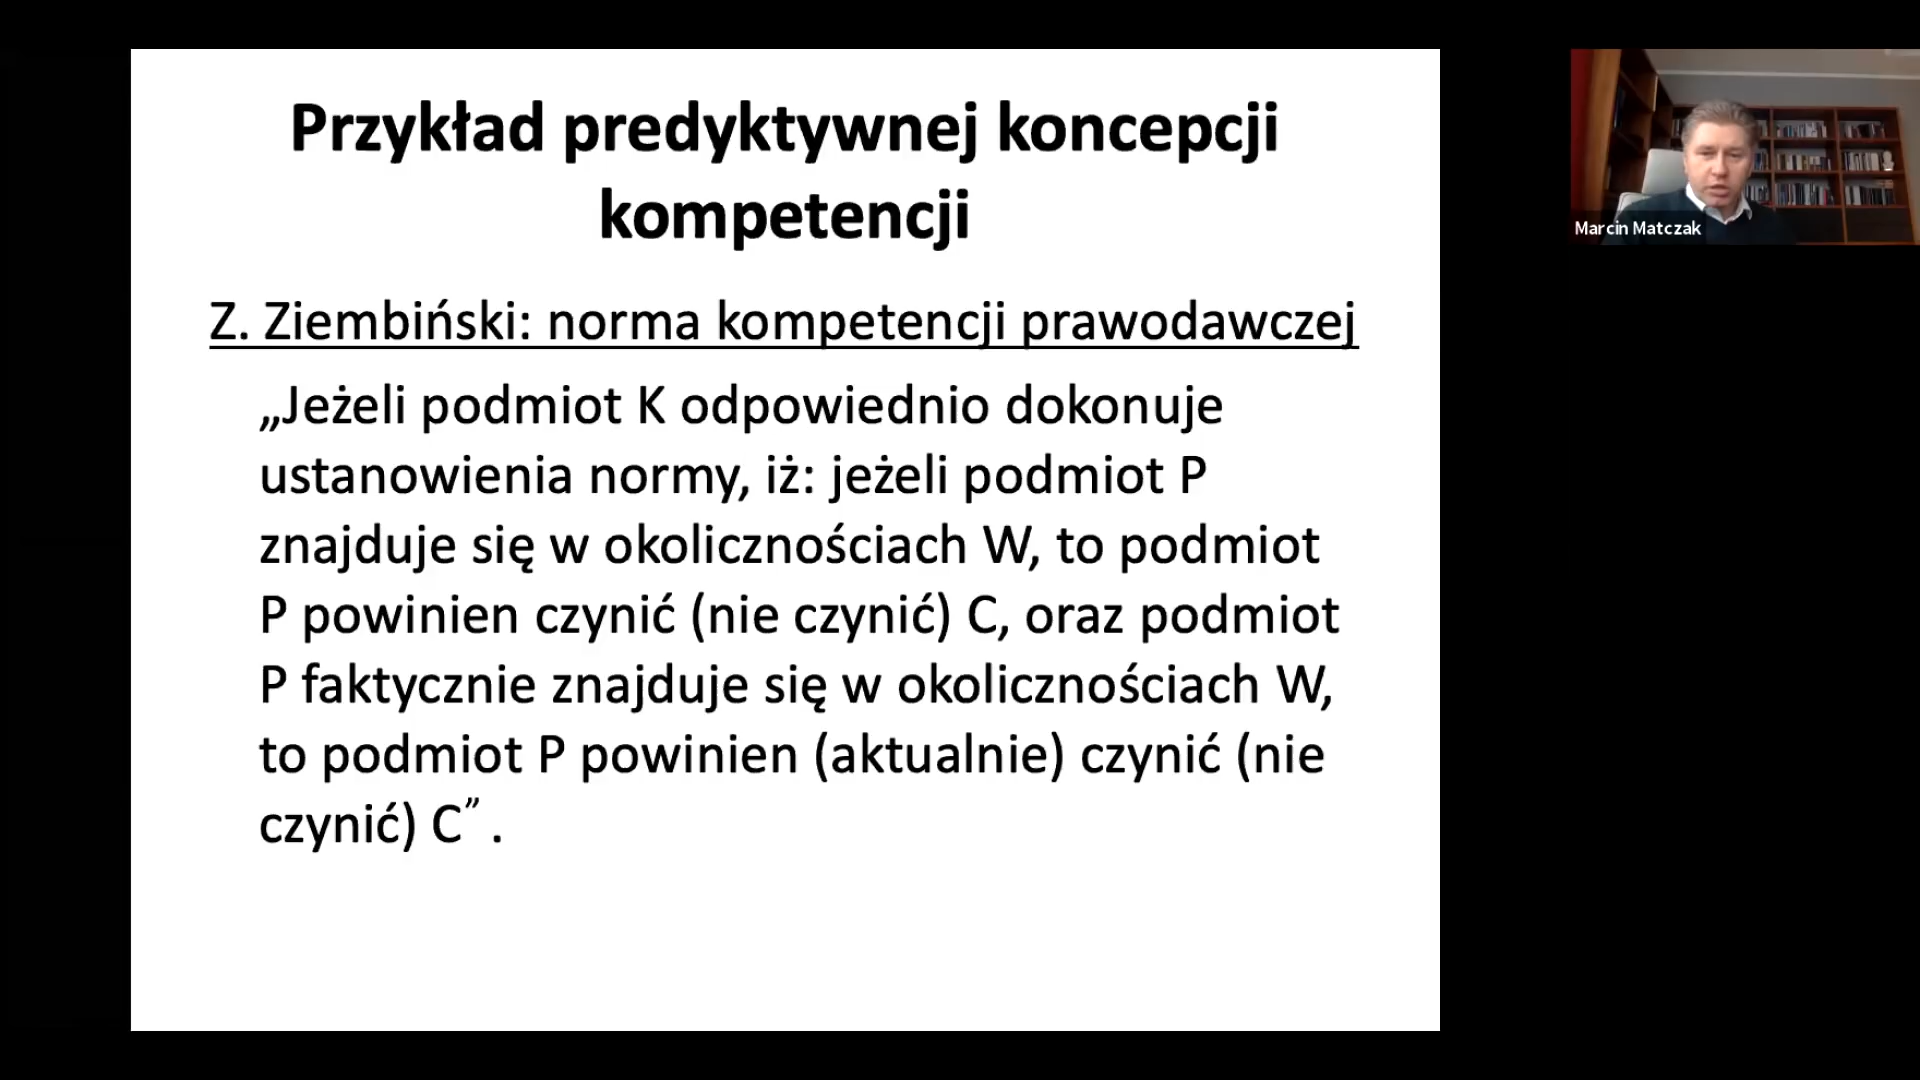 Przykład predyktywnej koncepcji
kompetencji
Z. Ziembiński: norma kompetencji prawodawczej
„Jeżeli podmiot K odpowiednio dokonuje
ustanowienia normy, iż: jeżeli podmiot P
znajduje się w okolicznościach W, to podmiot
P powinien czynić (nie czynić) C, oraz podmiot
P faktycznie znajduje się w okolicznościach W,
to podmiot P powinien (aktualnie) czynić (nie
czynić) C” .
Marcin Matczak